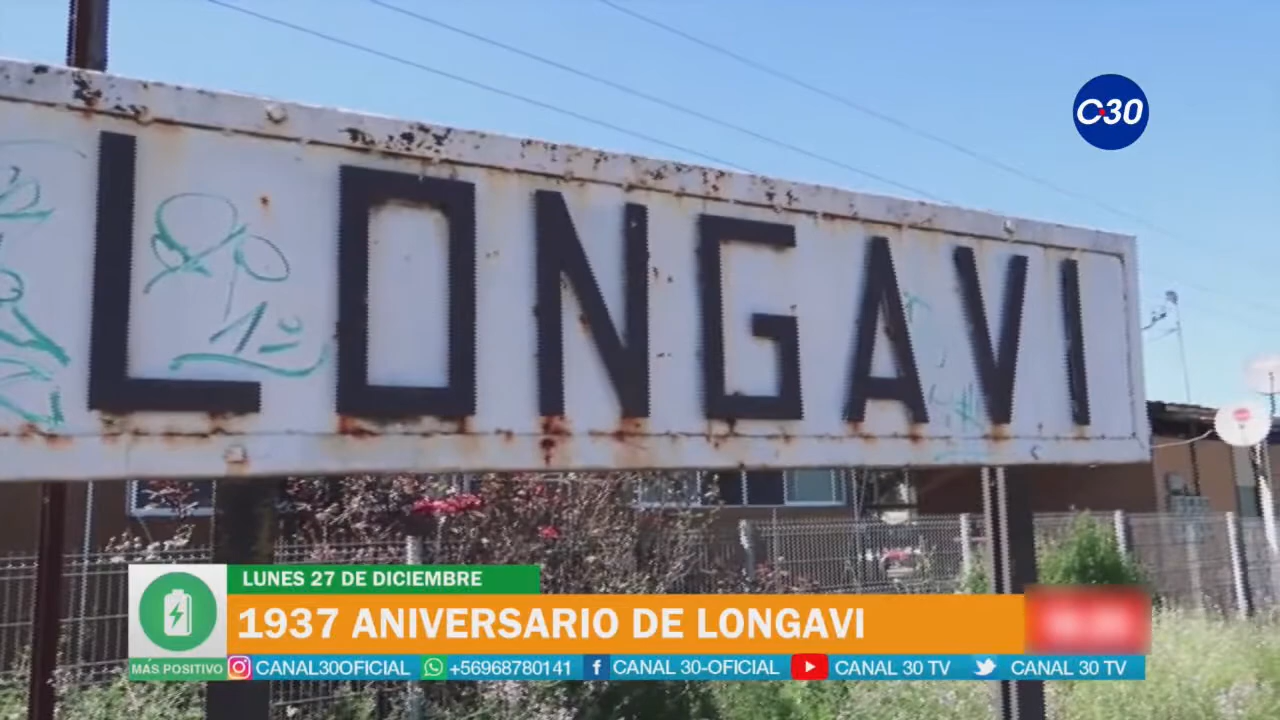 C30
LONGAVI
1º
LUNES 27 DE DICIEMBRE
1937 ANIVERSARIO DE LONGAVI
MÁS POSITIVO
CANAL30OFICIAL +56968780141 CANAL 30-OFICIAL CANAL 30 TV CANAL 30 TV